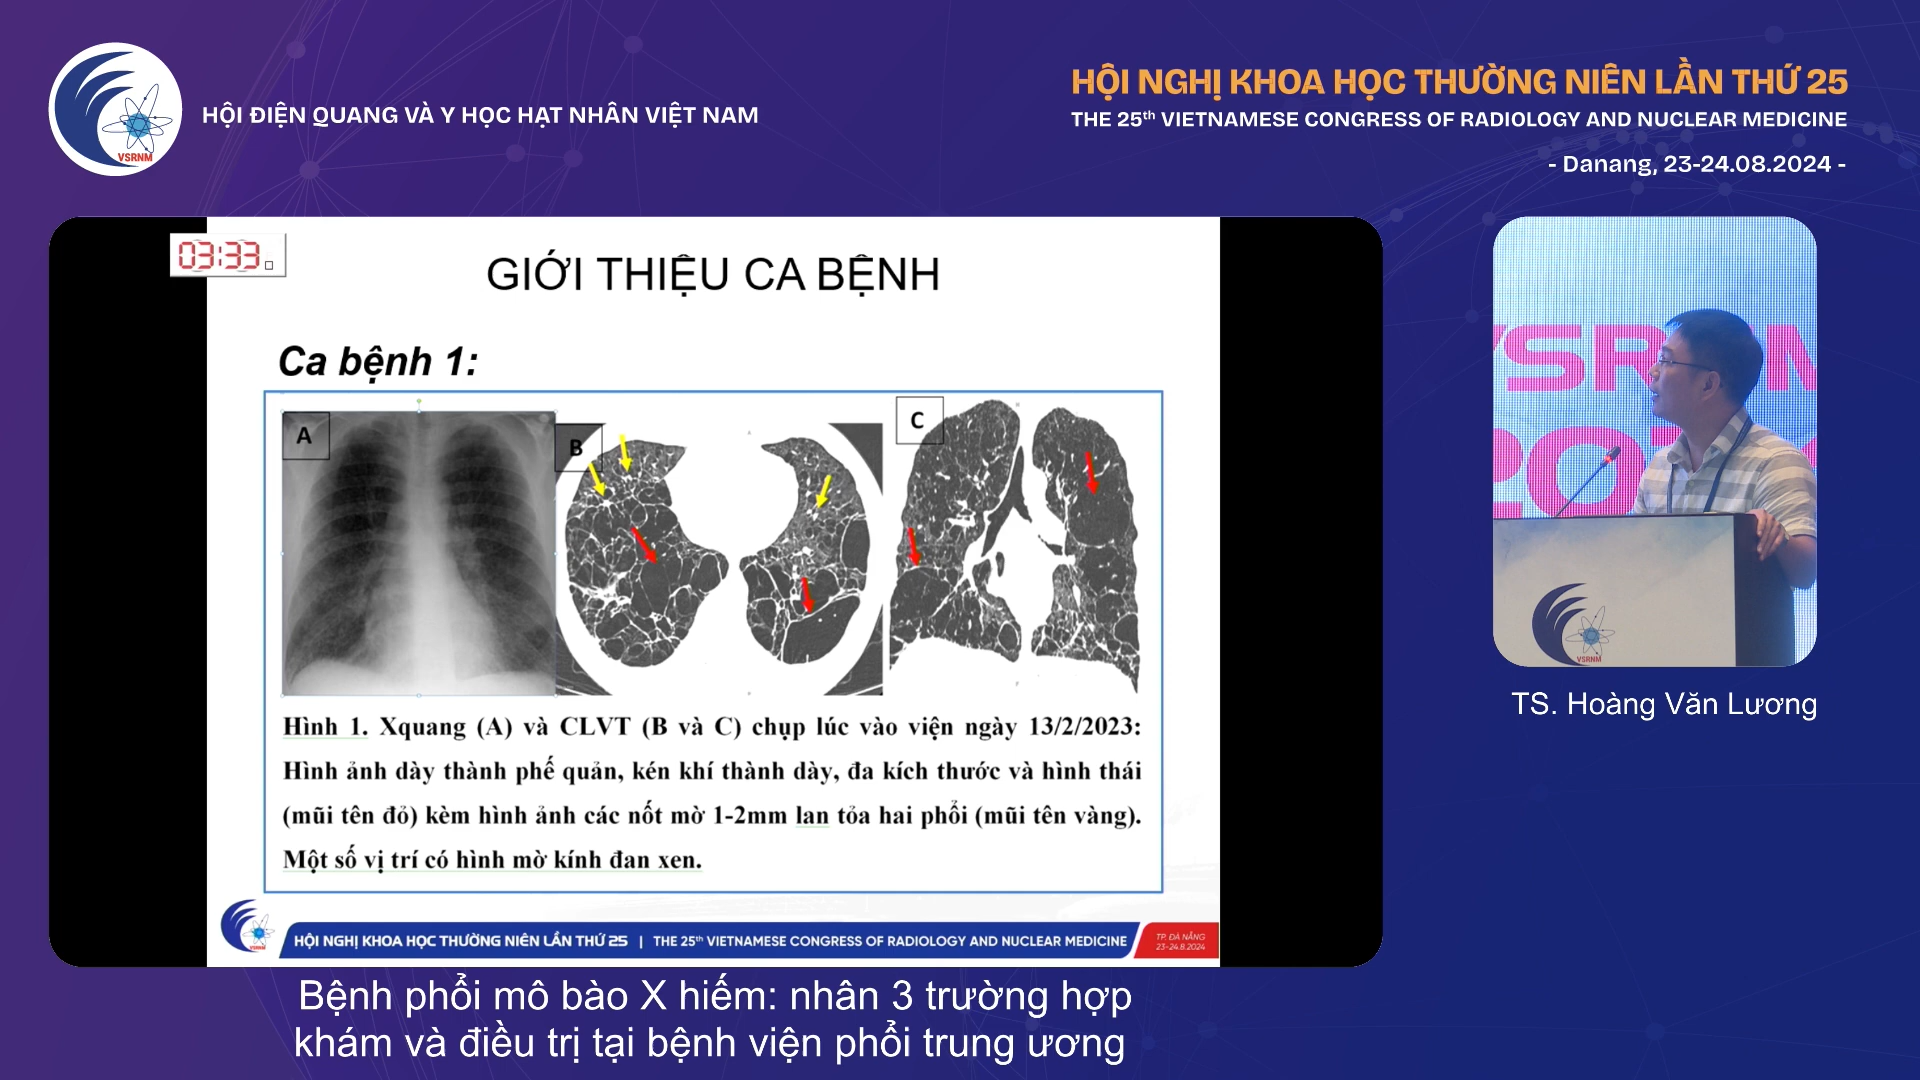 HỘI ĐIỆN QUANG VÀ Y HỌC HẠT NHÂN VIỆT NAM
VSRNM
HỘI NGHỊ KHOA HỌC THƯỜNG NIÊN LẦN THỨ 25
THE 25th VIETNAMESE CONGRESS OF RADIOLOGY AND NUCLEAR MEDICINE
- Danang, 23-24.08.2024 -
03:33
GIỚI THIỆU CA BỆNH
Ca bệnh 1:
A
B
C
Hình 1. Xquang (A) và CLVT (B và C) chụp lúc vào viện ngày 13/2/2023:
Hình ảnh dày thành phế quản, kén khí thành dày, đa kích thước và hình thái
(mũi tên đỏ) kèm hình ảnh các nốt mờ 1-2mm lan tỏa hai phổi (mũi tên vàng).
Một số vị trí có hình mờ kính đan xen.
HỘI NGHỊ KHOA HỌC THƯỜNG NIÊN LẦN THỨ 25 | THE 25th VIETNAMESE CONGRESS OF RADIOLOGY AND NUCLEAR MEDICINE
TP. ĐÀ NẴNG
23-24.8.2024
VSRNM
TS. Hoàng Văn Lương
Bệnh phổi mô bào X hiếm: nhân 3 trường hợp
khám và điều trị tại bệnh viện phổi trung ương